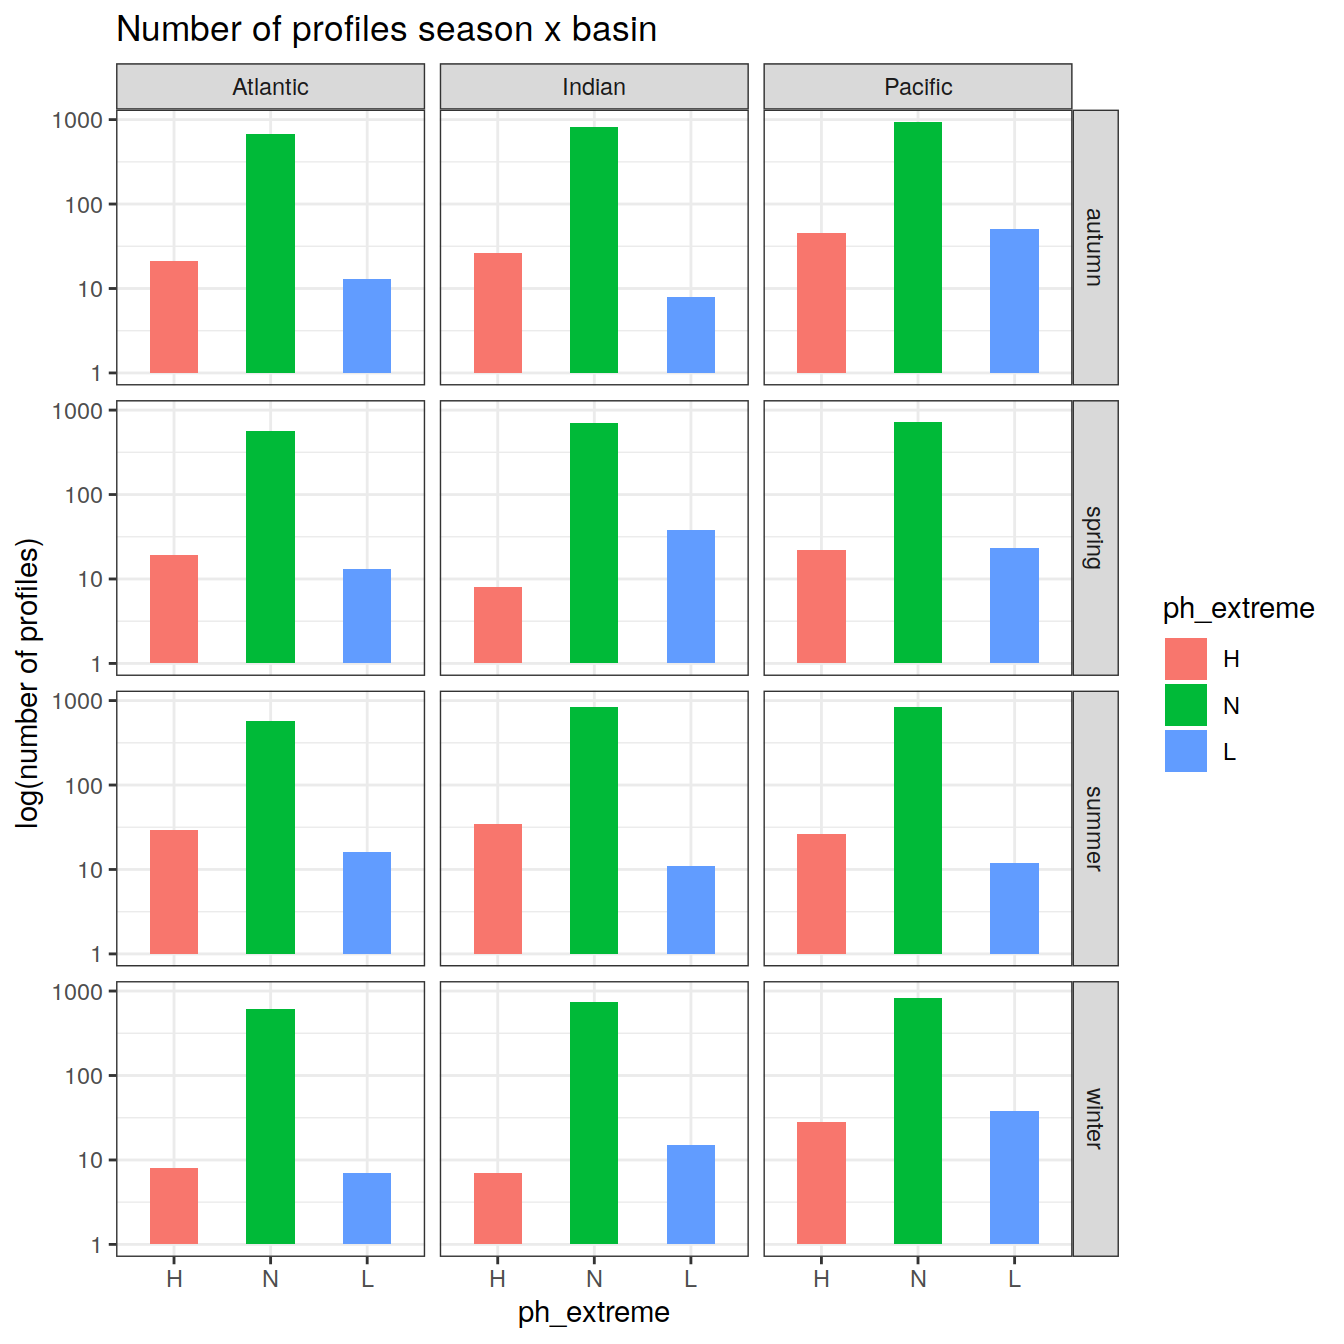 Number of profiles season x basin
Atlantic
Indian
Pacific
1000
100
10
1
autumn
1000
100
10
1
spring
1000
100
10
1
summer
1000
100
10
1
winter
log(number of profiles)
H
N
L
H
N
L
H
N
L
ph_extreme
ph_extreme
H
N
L